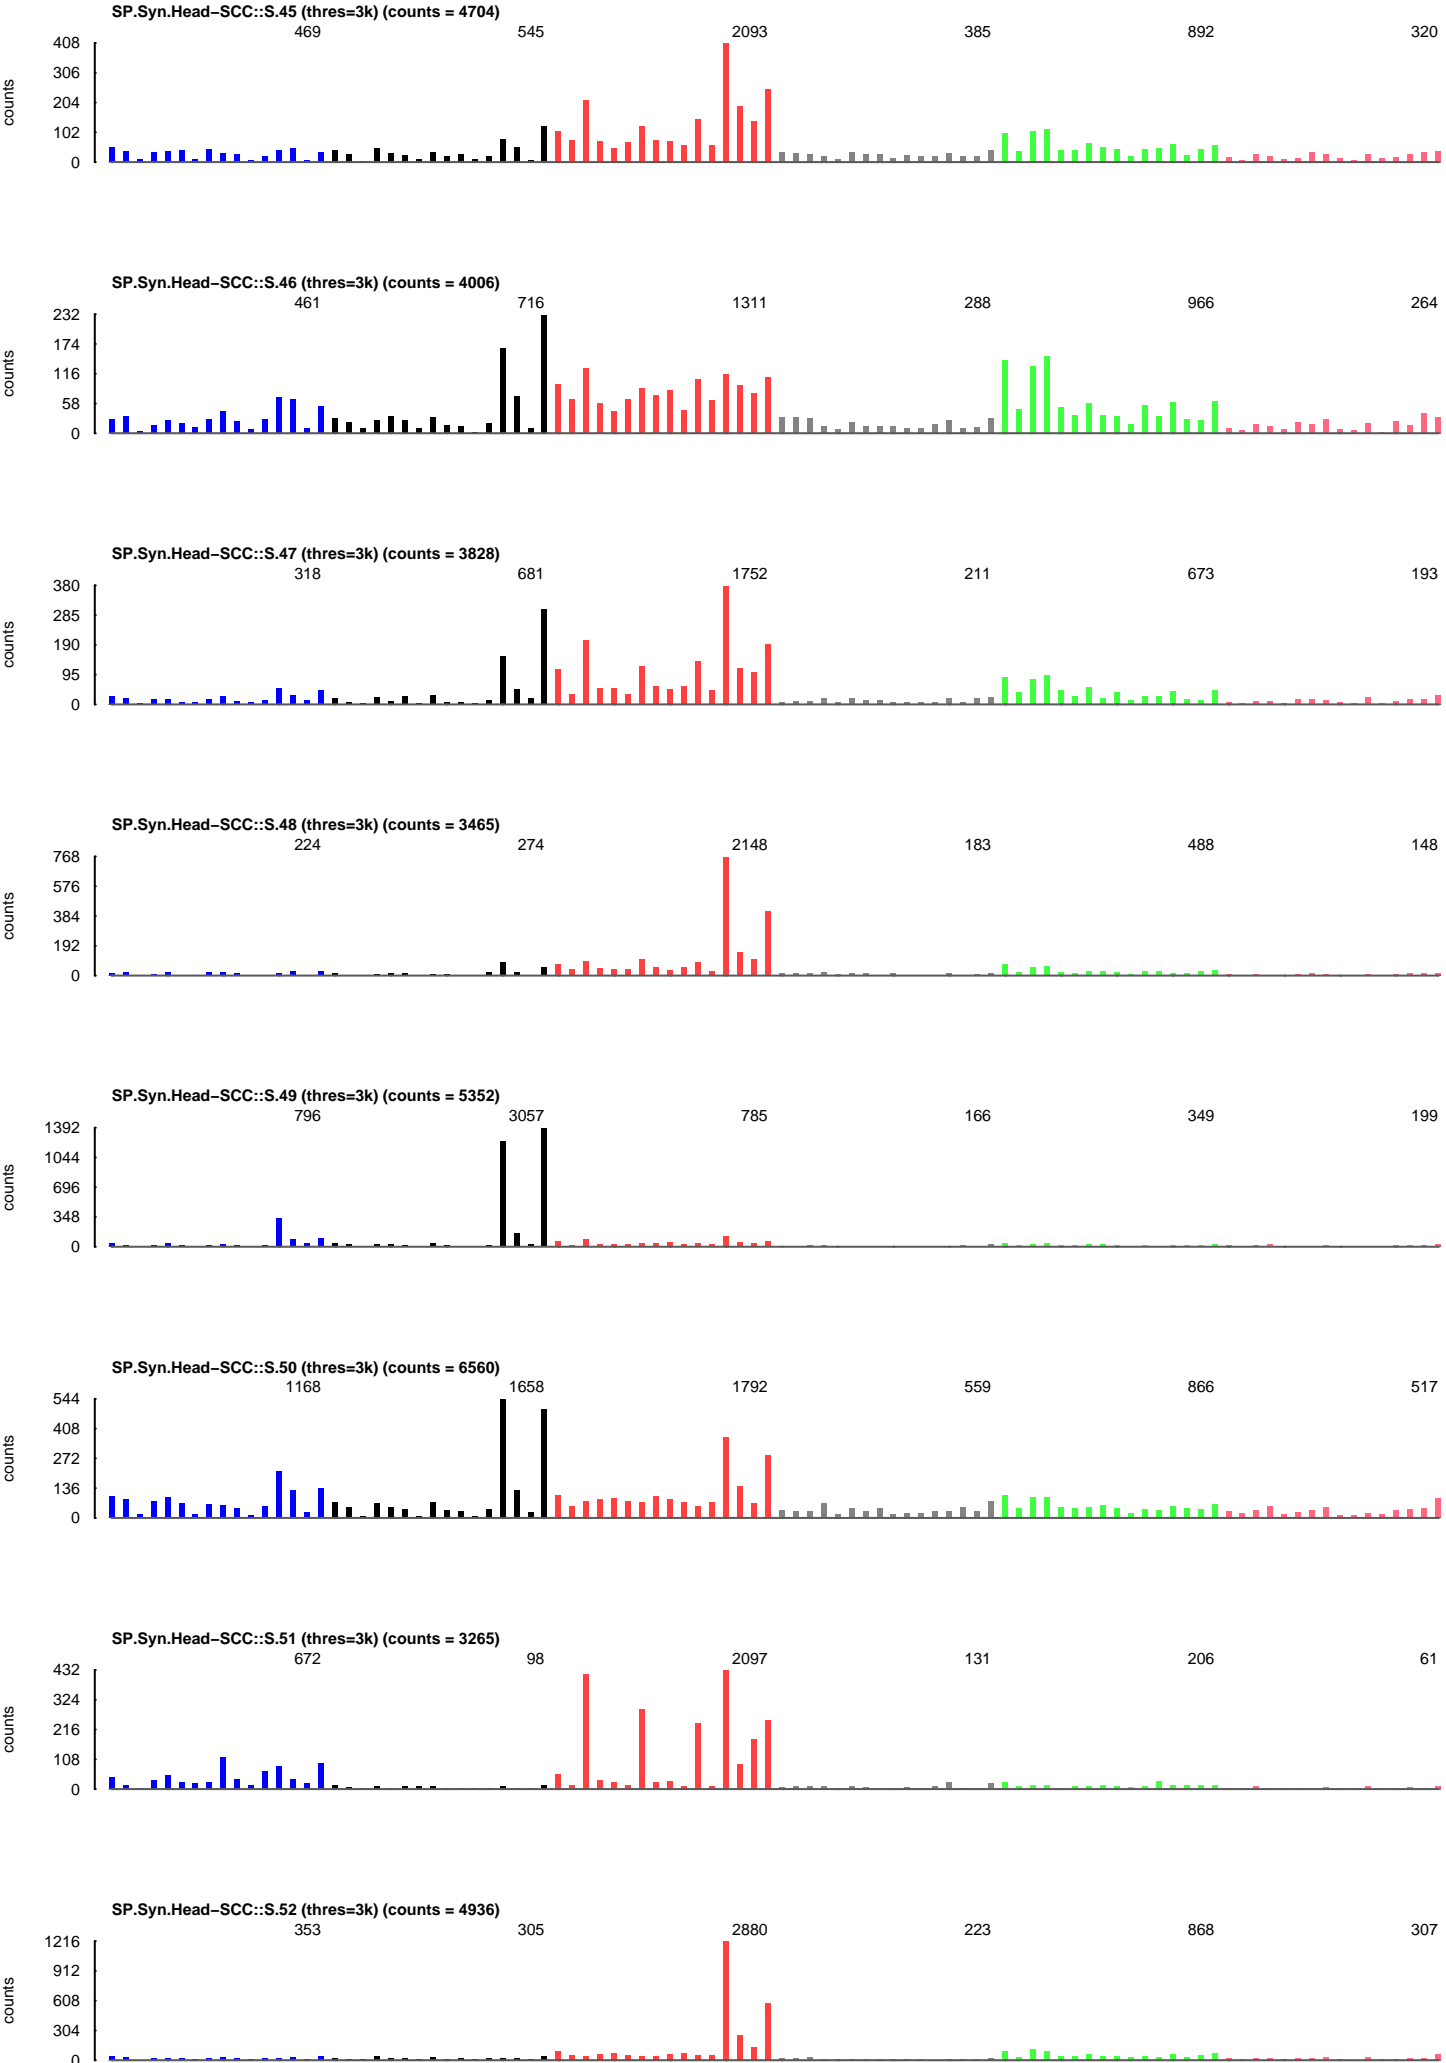 SP.Syn.Head−SCC::S.45 (thres=3k) (counts = 4704)
469 545 2093 385 892 320
408
306
204
102
0
counts
SP.Syn.Head−SCC::S.46 (thres=3k) (counts = 4006)
461 716 1311 288 966 264
232
174
116
58
0
counts
SP.Syn.Head−SCC::S.47 (thres=3k) (counts = 3828)
318 681 1752 211 673 193
380
285
190
95
0
counts
SP.Syn.Head−SCC::S.48 (thres=3k) (counts = 3465)
224 274 2148 183 488 148
768
576
384
192
0
counts
SP.Syn.Head−SCC::S.49 (thres=3k) (counts = 5352)
796 3057 785 166 349 199
1392
1044
696
348
0
counts
SP.Syn.Head−SCC::S.50 (thres=3k) (counts = 6560)
1168 1658 1792 559 866 517
544
408
272
136
0
counts
SP.Syn.Head−SCC::S.51 (thres=3k) (counts = 3265)
672 98 2097 131 206 61
432
324
216
108
0
counts
SP.Syn.Head−SCC::S.52 (thres=3k) (counts = 4936)
353 305 2880 223 868 307
1216
912
608
304
0
counts